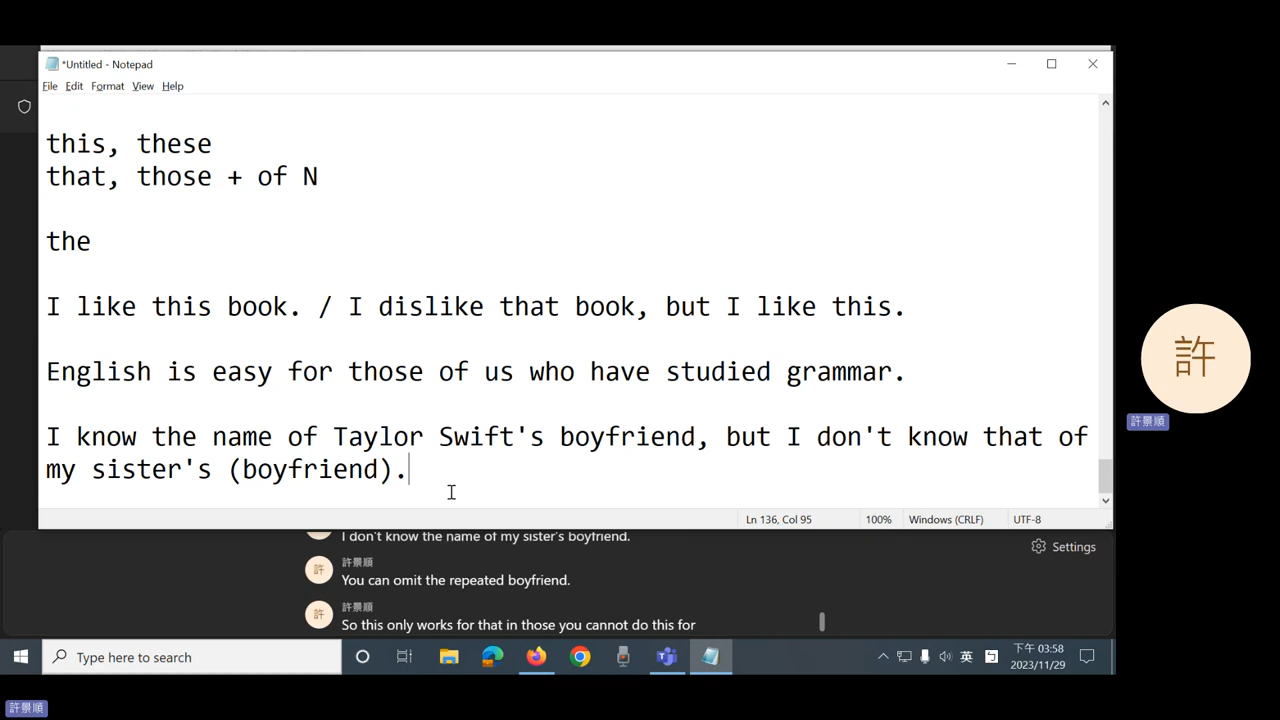 *Untitled - Notepad
File Edit Format View Help
this, these
that, those + of N
the
I like this book. / I dislike that book, but I like this.
English is easy for those of us who have studied grammar.
I know the name of Taylor Swift's boyfriend, but I don't know that of
my sister's (boyfriend).
Ln 136, Col 95 100% Windows (CRLF) UTF-8
I don't know the name of my sister's boyfriend.
Settings
許景順
許 You can omit the repeated boyfriend.
許景順
許 So this only works for that in those you cannot do this for
許
許景順
Type here to search
英
下午 03:58
2023/11/29
許景順